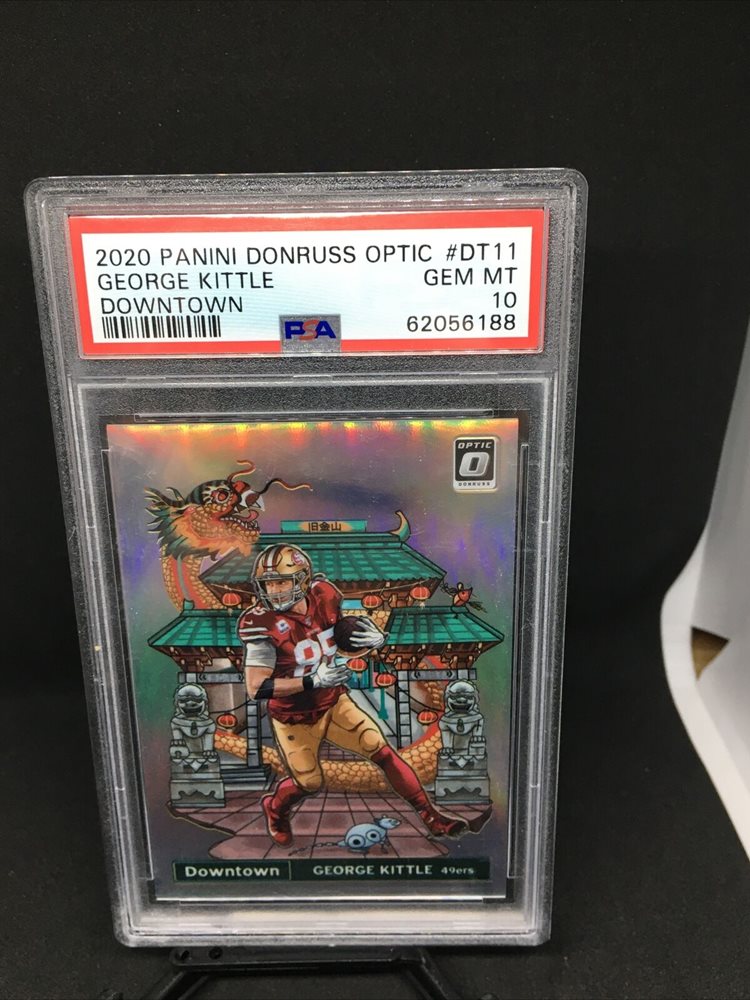 2020 PANINI DONRUSS OPTIC #DT11
GEORGE KITTLE GEM MT
DOWNTOWN 10
PSA 62056188
OPTIC
O
DONRUSS
旧金山
85
Downtown GEORGE KITTLE 49ers